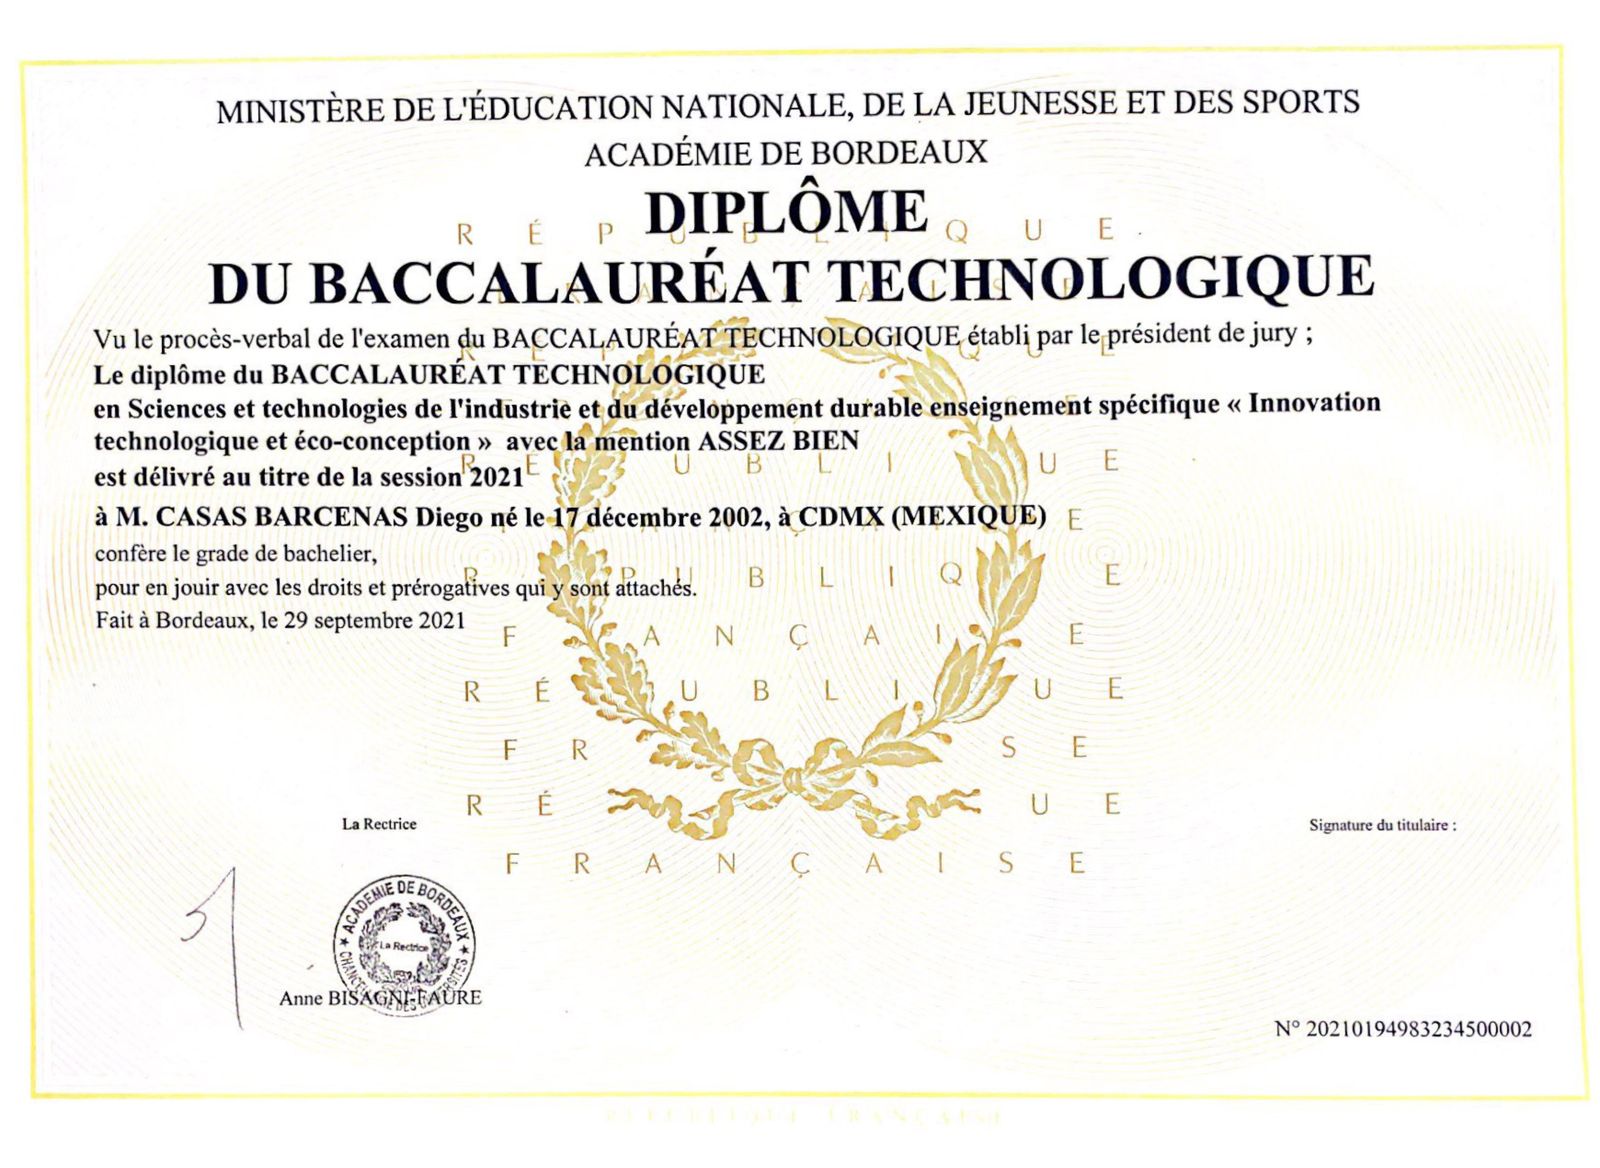 MINISTÈRE DE L'ÉDUCATION NATIONALE, DE LA JEUNESSE ET DES SPORTS
ACADÉMIE DE BORDEAUX
DIPLÔME
DU BACCALAURÉAT TECHNOLOGIQUE
Vu le procès-verbal de l'examen du BACCALAURÉAT TECHNOLOGIQUE établi par le président de jury ;
Le diplôme du BACCALAURÉAT TECHNOLOGIQUE
en Sciences et technologies de l'industrie et du développement durable enseignement spécifique « Innovation
technologique et éco-conception » avec la mention ASSEZ BIEN
est délivré au titre de la session 2021
à M. CASAS BARCENAS Diego né le 17 décembre 2002, à CDMX (MEXIQUE)
confère le grade de bachelier,
pour en jouir avec les droits et prérogatives qui y sont attachés.
Fait à Bordeaux, le 29 septembre 2021
La Rectrice
Signature du titulaire :
FRANÇAISE
ACADEMIE DE BORDEAUX
La Rectrice
CHANCELLERIE DES UNIVERSITÉS
Anne BISAGNI-FAURE
N° 20210194983234500002
RÉPUBLIQUE FRANÇAISE